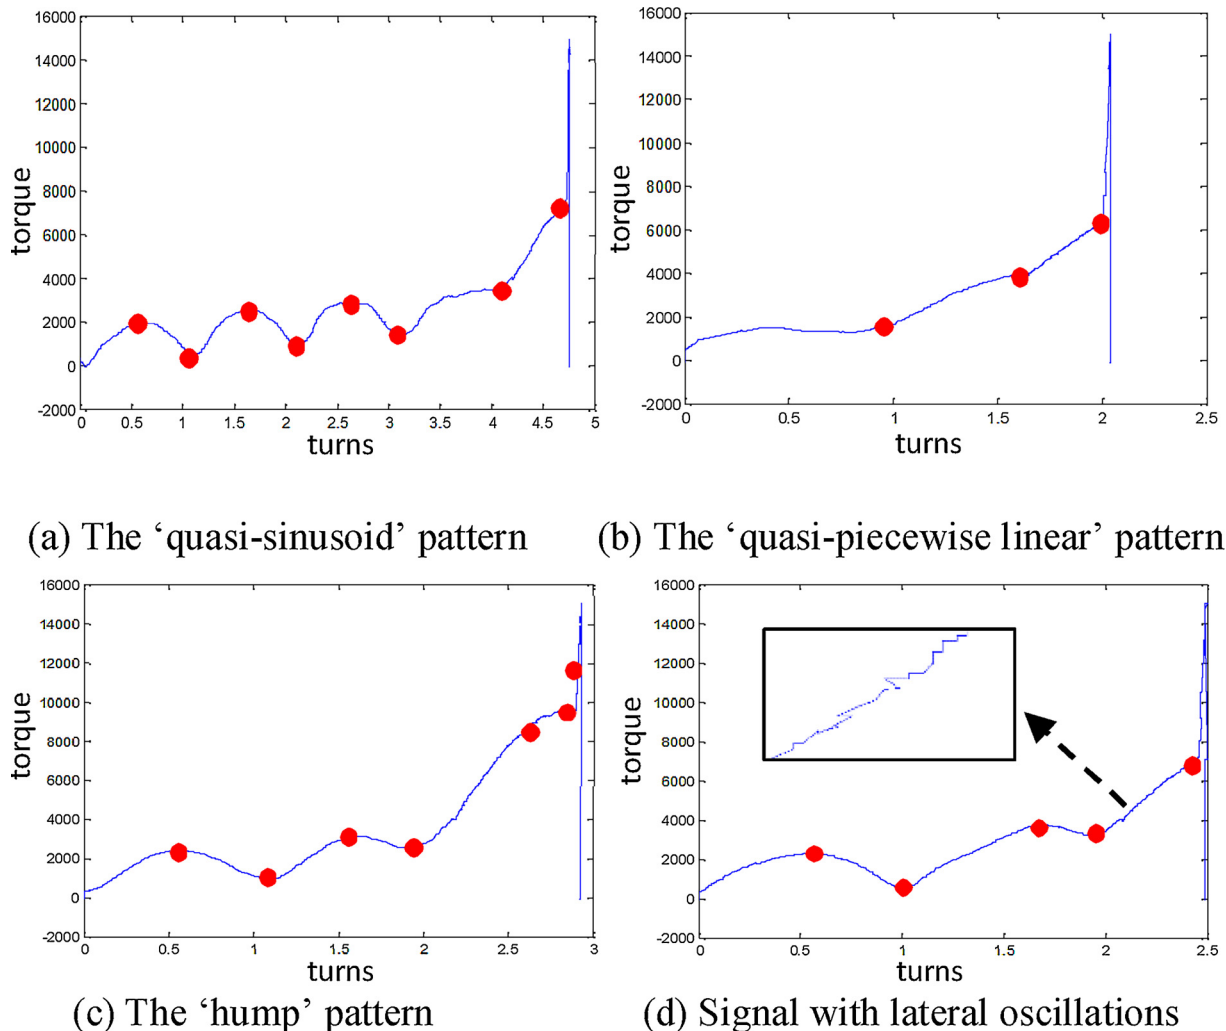 16000
14000
12000
10000
8000
6000
4000
2000
0
-2000
torque
0 0.5 1 1.5 2 2.5 3 3.5 4 4.5 5
turns
16000
14000
12000
10000
8000
6000
4000
2000
0
-2000
torque
0 0.5 1 1.5 2 2.5
turns
(a) The ‘quasi-sinusoid’ pattern
(b) The ‘quasi-piecewise linear’ pattern
16000
14000
12000
10000
8000
6000
4000
2000
0
-2000
torque
0 0.5 1 1.5 2 2.5 3
turns
16000
14000
12000
10000
8000
6000
4000
2000
0
-2000
torque
0 0.5 1 1.5 2 2.5
turns
(c) The ‘hump’ pattern
(d) Signal with lateral oscillations